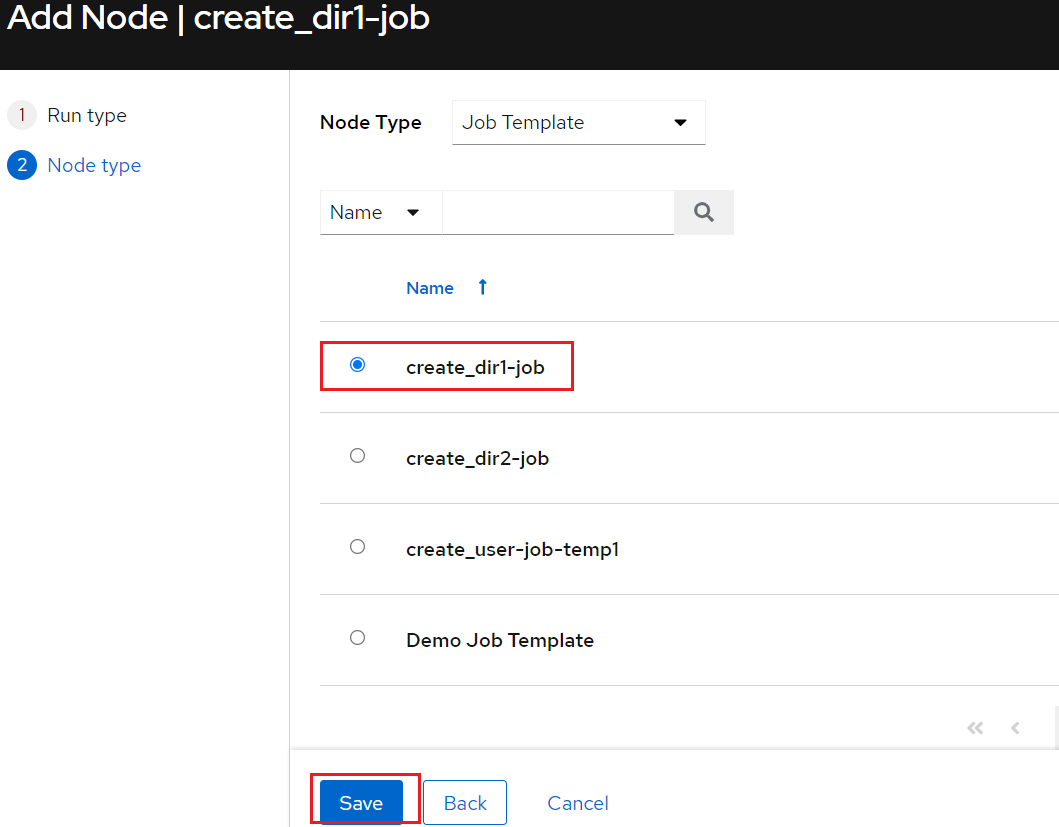 Add Node | create_dir1-job
1 Run type
2 Node type
Node Type Job Template
Name
Name
create_dir1-job
create_dir2-job
create_user-job-temp1
Demo Job Template
Save Back Cancel